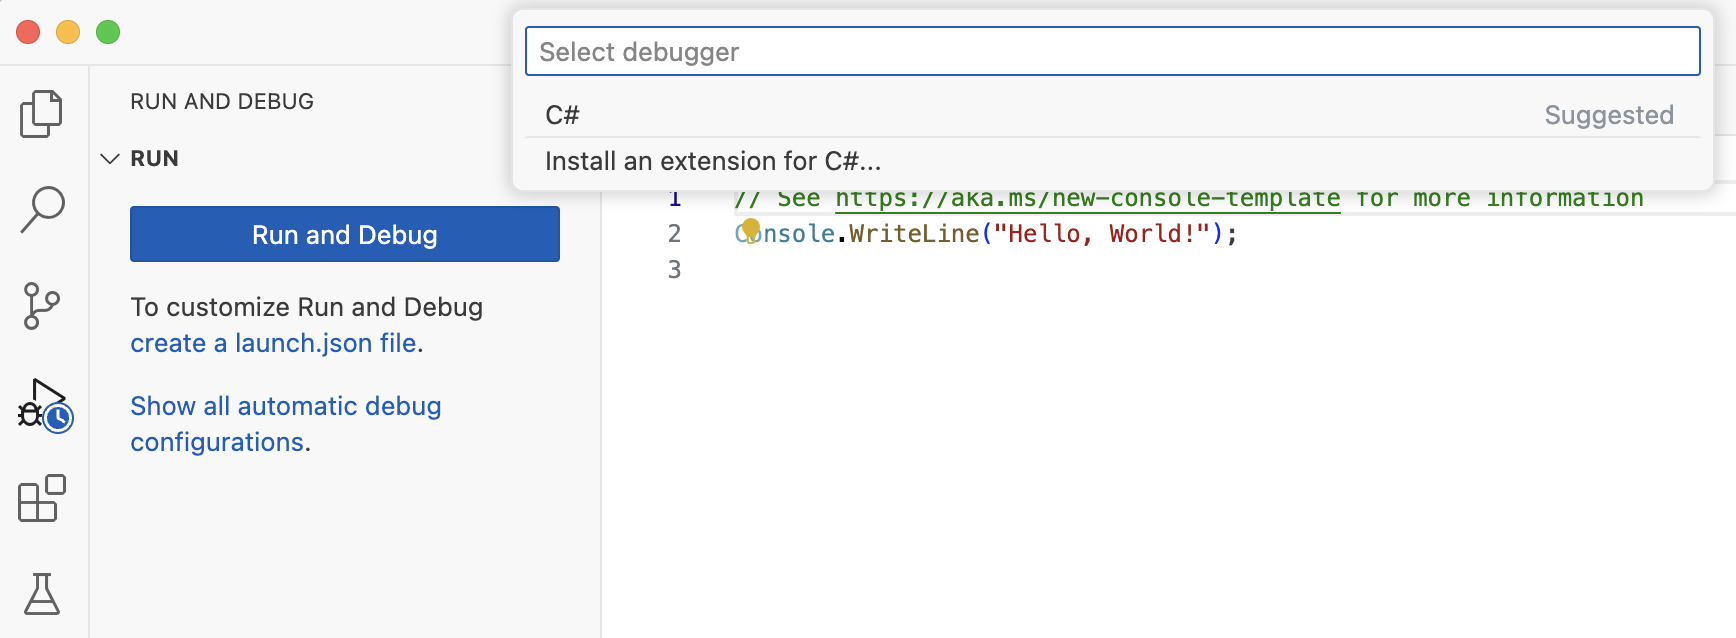 Select debugger
C# Suggested
Install an extension for C#...
RUN AND DEBUG
RUN
Run and Debug
To customize Run and Debug
create a launch.json file.
Show all automatic debug
configurations.
1 // See https://aka.ms/new-console-template for more information
2 Console.WriteLine("Hello, World!");
3